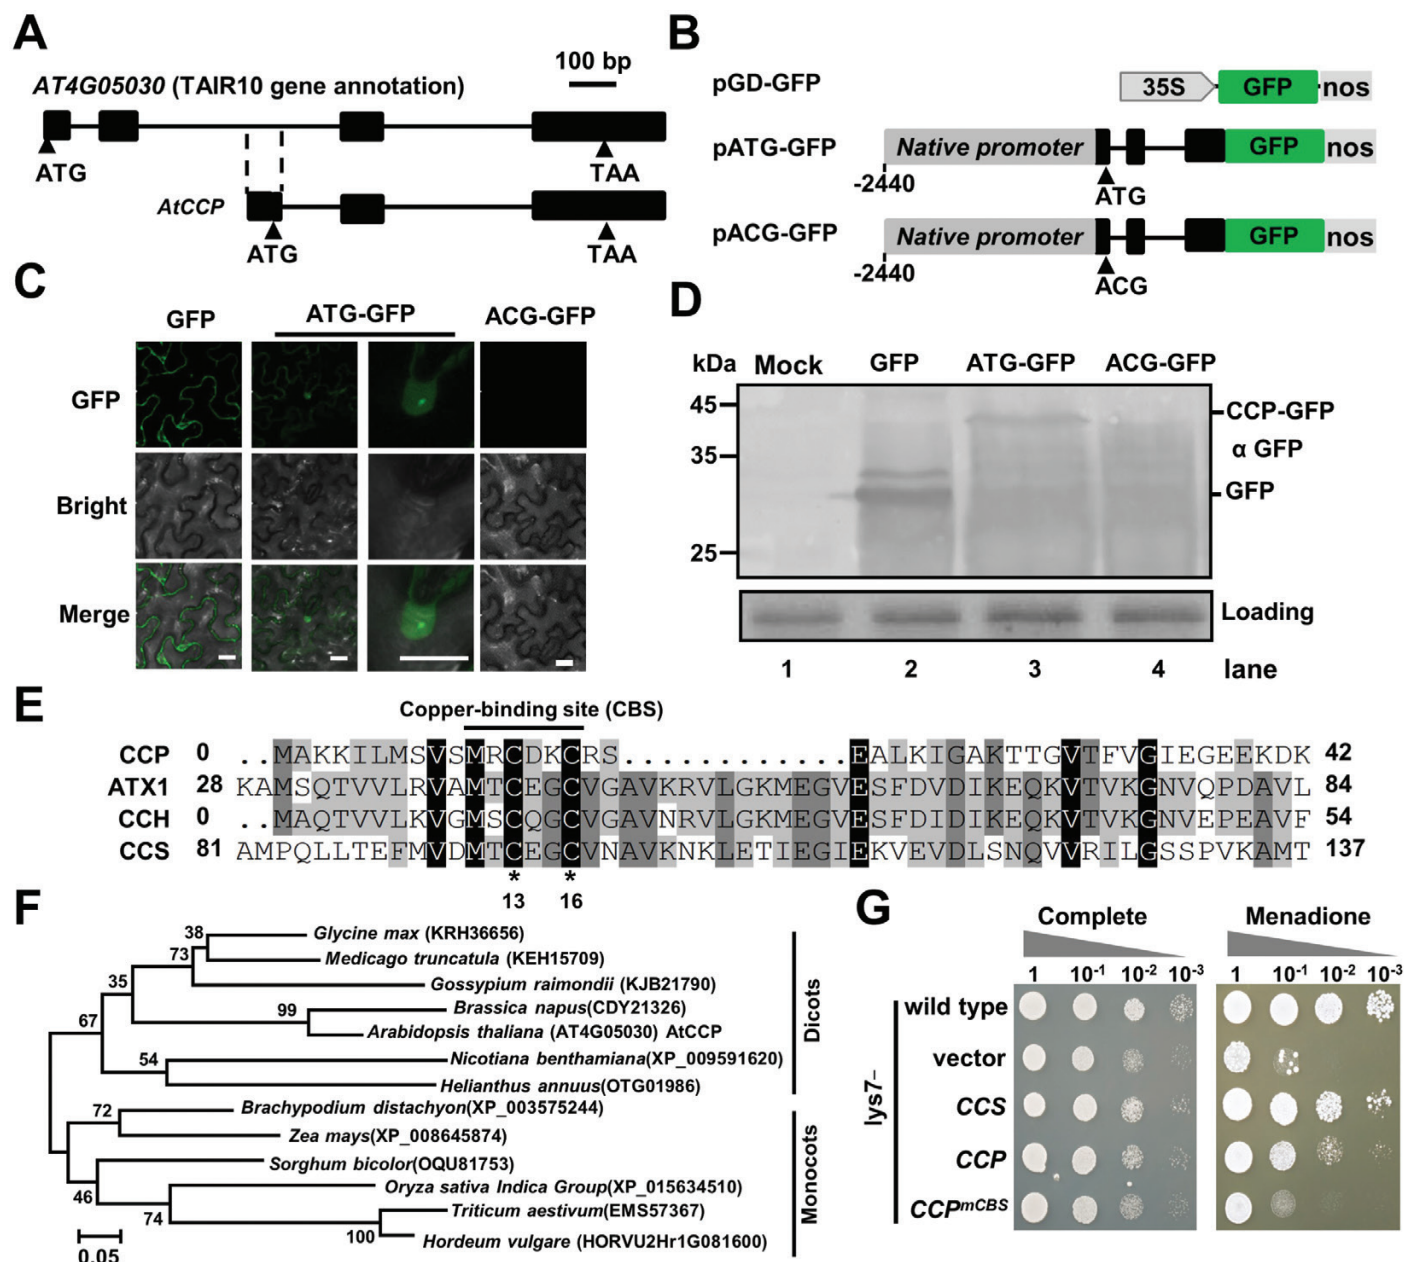 A
100 bp
AT4G05030 (TAIR10 gene annotation)
ATG
TAA
AtCCP
ATG
TAA
B
pGD-GFP
35S
GFP
nos
pATG-GFP
Native promoter
GFP
nos
-2440
ATG
pACG-GFP
Native promoter
GFP
nos
-2440
ACG
C
GFP
ATG-GFP
ACG-GFP
GFP
Bright
Merge
D
kDa
Mock
GFP
ATG-GFP
ACG-GFP
45
35
25
CCP-GFP
α GFP
GFP
Loading
1 2 3 4 lane
E
Copper-binding site (CBS)
CCP 0 ..MAKKILMSVSMRCDKCRS............EALKIGAKTTGVTFVGIEGEEKDK 42
ATX1 28 KAMSQTVVLRVAMTCEGCVGAVKRVLGKMEGVESFDVDIKEQKVTVKGNVQPDAVL 84
CCH 0 ..MAQTVVLKVGMSCQGCVGAVNRVLGKMEGVESFDIDIKEQKVTVKGNVEPEAVF 54
CCS 81 AMPQLLTEFMVDMTCEGCVNAVKNKLETIEGIEKVEVDLSNQVVRILGSSPVKAMT 137
* *
13 16
F
38
Glycine max (KRH36656)
73
Medicago truncatula (KEH15709)
35
Gossypium raimondii (KJB21790)
99
Brassica napus(CDY21326)
67
Arabidopsis thaliana (AT4G05030) AtCCP
54
Nicotiana benthamiana(XP_009591620)
Helianthus annuus(OTG01986)
72
Brachypodium distachyon(XP_003575244)
Zea mays(XP_008645874)
Sorghum bicolor(OQU81753)
46
Oryza sativa Indica Group(XP_015634510)
74
Triticum aestivum(EMS57367)
100
Hordeum vulgare (HORVU2Hr1G081600)
0.05
Dicots
Monocots
G
Complete
Menadione
1 10-1 10-2 10-3
1 10-1 10-2 10-3
lys7–
wild type
vector
CCS
CCP
CCPmCBS